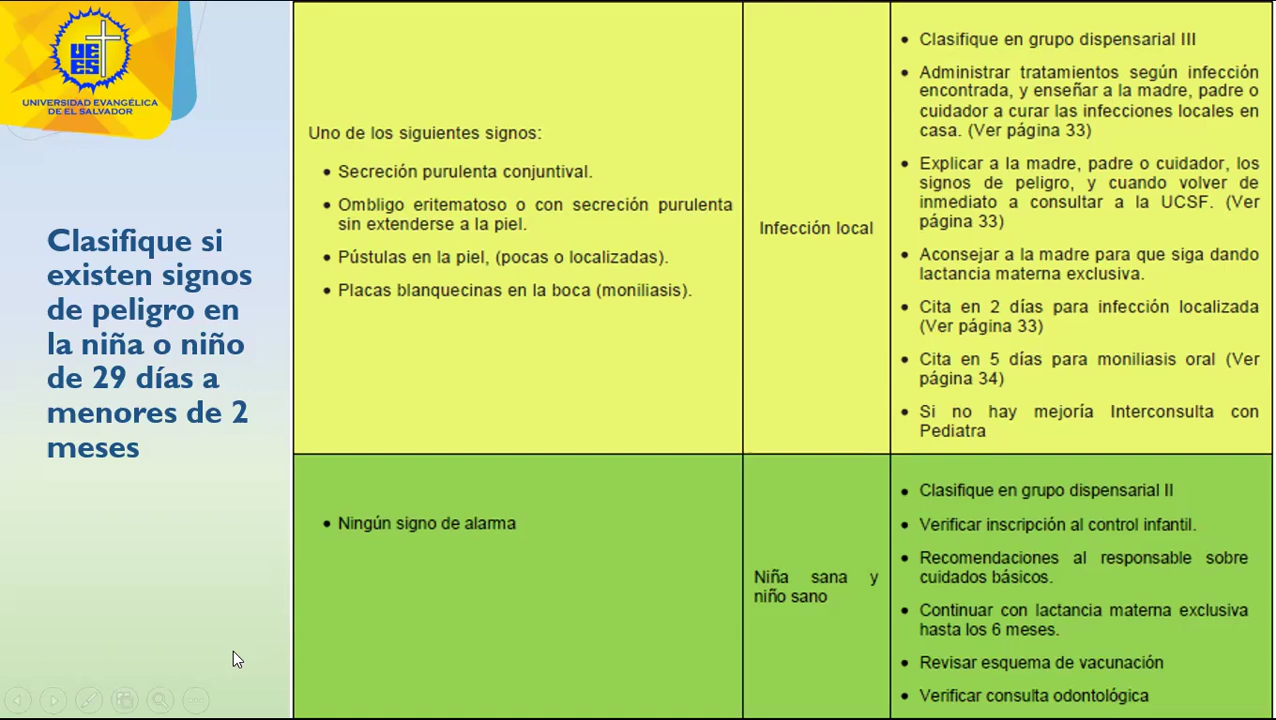 UE
ES
UNIVERSIDAD EVANGÉLICA
DE EL SALVADOR
Clasifique si
existen signos
de peligro en
la niña o niño
de 29 días a
menores de 2
meses
Uno de los siguientes signos:
• Secreción purulenta conjuntival.
• Ombligo eritematoso o con secreción purulenta
sin extenderse a la piel.
• Pústulas en la piel, (pocas o localizadas).
• Placas blanquecinas en la boca (moniliasis).
Infección local
• Clasifique en grupo dispensarial III
• Administrar tratamientos según infección
encontrada, y enseñar a la madre, padre o
cuidador a curar las infecciones locales en
casa. (Ver página 33)
• Explicar a la madre, padre o cuidador, los
signos de peligro, y cuando volver de
inmediato a consultar a la UCSF. (Ver
página 33)
• Aconsejar a la madre para que siga dando
lactancia materna exclusiva.
• Cita en 2 días para infección localizada
(Ver página 33)
• Cita en 5 días para moniliasis oral (Ver
página 34)
• Si no hay mejoría Interconsulta con
Pediatra
• Ningún signo de alarma
Niña sana y
niño sano
• Clasifique en grupo dispensarial II
• Verificar inscripción al control infantil.
• Recomendaciones al responsable sobre
cuidados básicos.
• Continuar con lactancia materna exclusiva
hasta los 6 meses.
• Revisar esquema de vacunación
• Verificar consulta odontológica